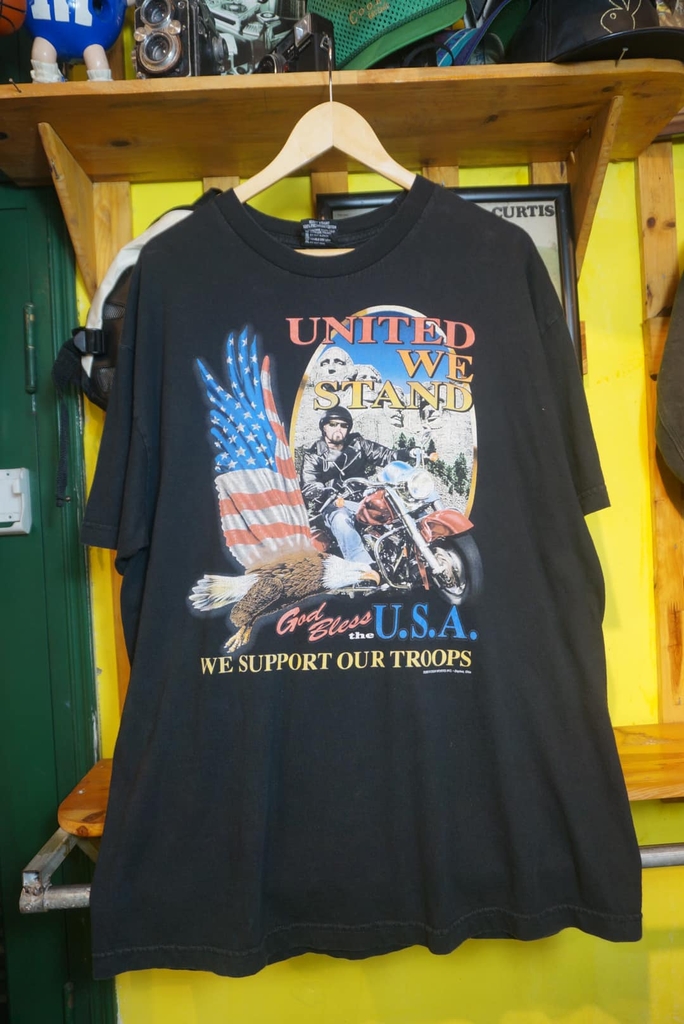 m
CURTIS
UNITED
WE
STAND
God
Bless
the U.S.A.
WE SUPPORT OUR TROOPS